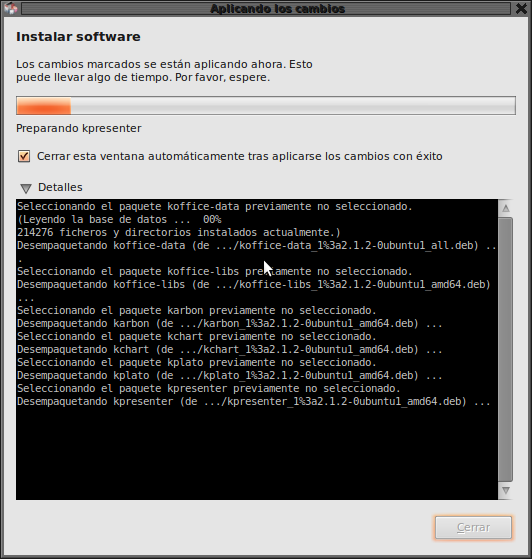 Aplicando los cambios
Instalar software
Los cambios marcados se están aplicando ahora. Esto
puede llevar algo de tiempo. Por favor, espere.
Preparando kpresenter
Cerrar esta ventana automáticamente tras aplicarse los cambios con éxito
Detalles
Seleccionando el paquete koffice-data previamente no seleccionado.
(Leyendo la base de datos ...  00%
214276 ficheros y directorios instalados actualmente.)
Desempaquetando koffice-data (de .../koffice-data_1%3a2.1.2-0ubuntu1_all.deb) ..
.
Seleccionando el paquete koffice-libs previamente no seleccionado.
Desempaquetando koffice-libs (de .../koffice-libs_1%3a2.1.2-0ubuntu1_amd64.deb)
...
Seleccionando el paquete karbon previamente no seleccionado.
Desempaquetando karbon (de .../karbon_1%3a2.1.2-0ubuntu1_amd64.deb) ...
Seleccionando el paquete kchart previamente no seleccionado.
Desempaquetando kchart (de .../kchart_1%3a2.1.2-0ubuntu1_amd64.deb) ...
Seleccionando el paquete kplato previamente no seleccionado.
Desempaquetando kplato (de .../kplato_1%3a2.1.2-0ubuntu1_amd64.deb) ...
Seleccionando el paquete kpresenter previamente no seleccionado.
Desempaquetando kpresenter (de .../kpresenter_1%3a2.1.2-0ubuntu1_amd64.deb) ...
Cerrar